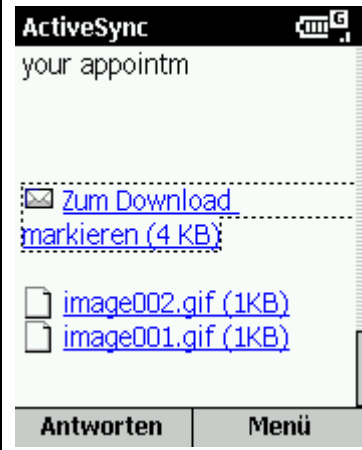 ActiveSync G
your appointm
Zum Download
markieren (4 KB)
image002.gif (1KB)
image001.gif (1KB)
Antworten Menü